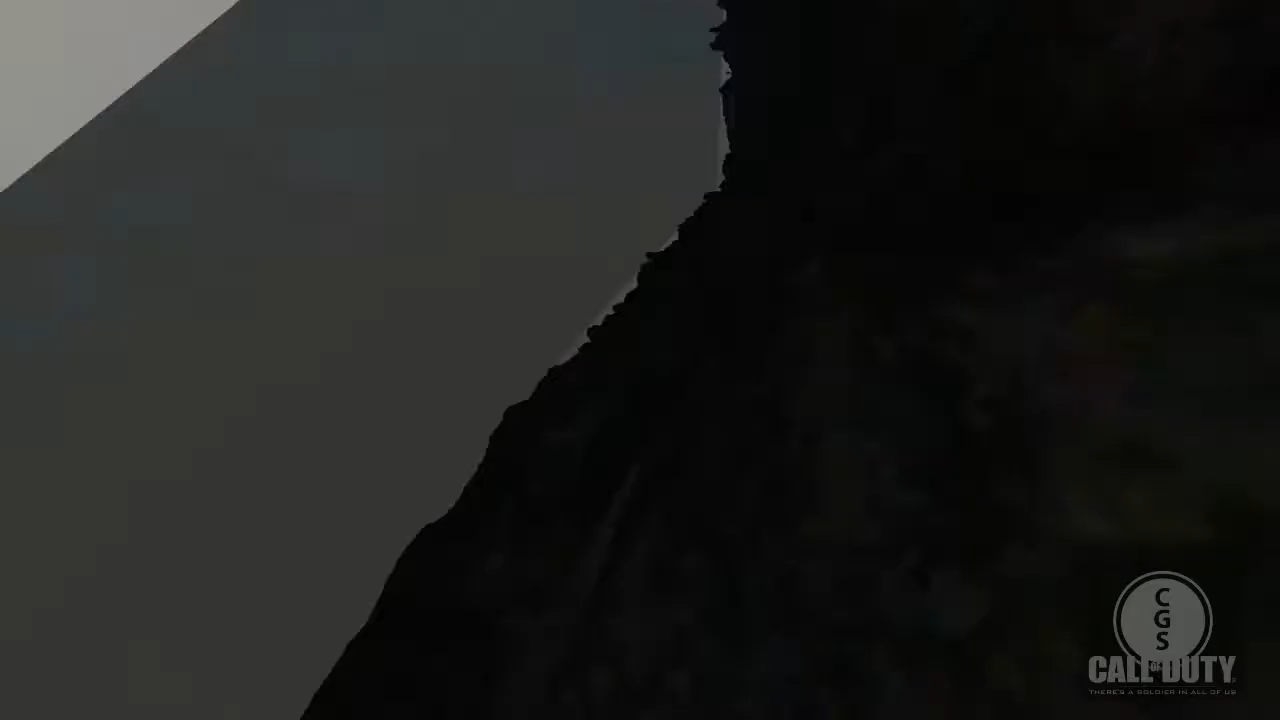 C
G
S
CALL OF DUTY
THERE'S A SOLDIER IN ALL OF US